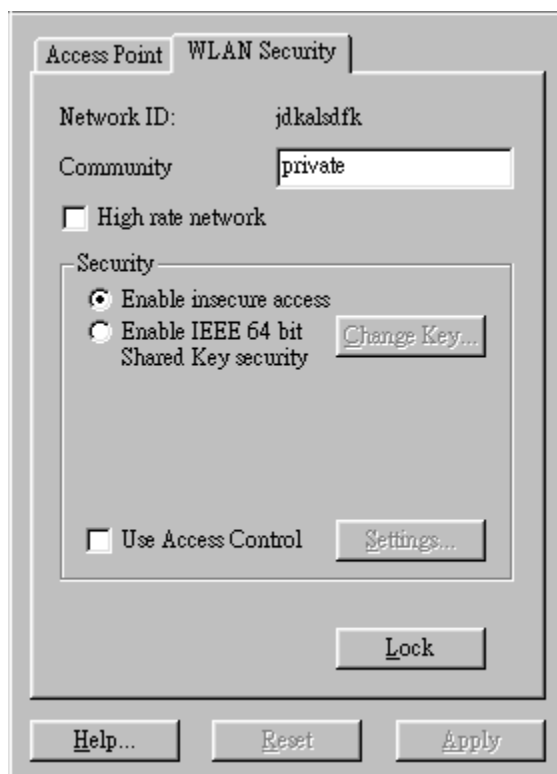 Access Point WLAN Security
Network ID: jdkalsdfk
Community private
High rate network
Security
Enable insecure access
Enable IEEE 64 bit
Shared Key security
Change Key...
Use Access Control Settings...
Lock
Help... Reset Apply